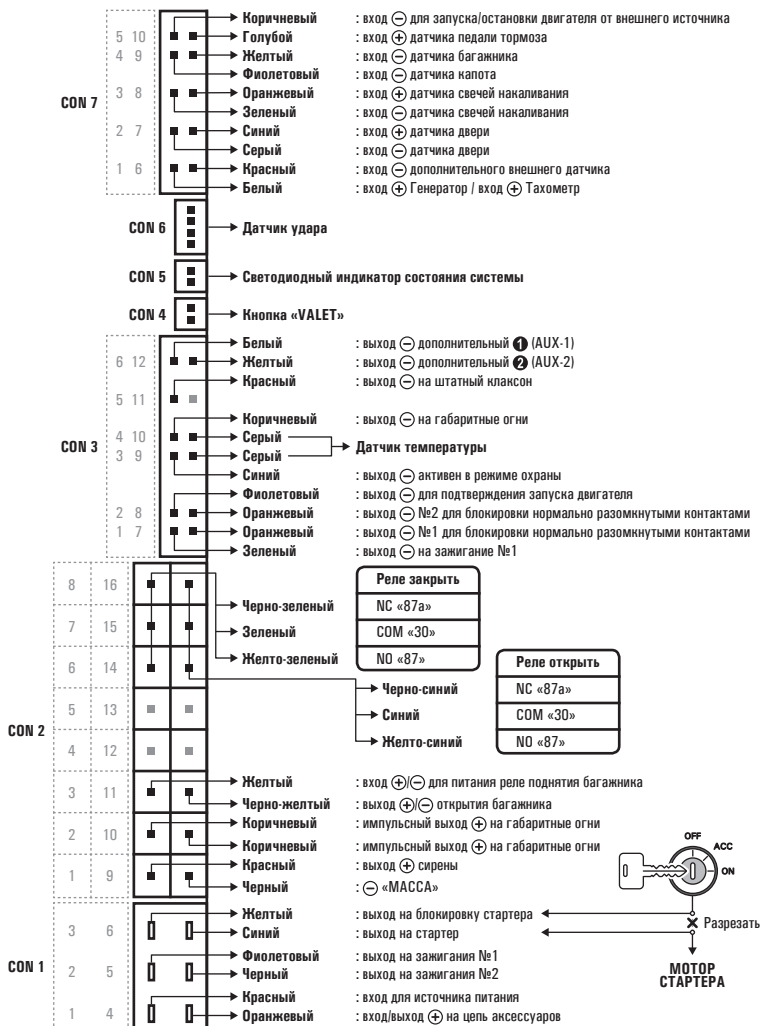 Коричневый : вход ⊖ для запуска/остановки двигателя от внешнего источника
5 10 Голубой : вход ⊕ датчика педали тормоза
4 9 Желтый : вход ⊖ датчика багажника
Фиолетовый : вход ⊖ датчика капота
CON 7 3 8 Оранжевый : вход ⊕ датчика свечей накаливания
Зеленый : вход ⊖ датчика свечей накаливания
2 7 Синий : вход ⊕ датчика двери
Серый : вход ⊖ датчика двери
1 6 Красный : вход ⊖ дополнительного внешнего датчика
Белый : вход ⊕ Генератор / вход ⊕ Тахометр
CON 6 Датчик удара
CON 5 Светодиодный индикатор состояния системы
CON 4 Кнопка «VALET»
Белый : выход ⊖ дополнительный ❶ (AUX-1)
6 12 Желтый : выход ⊖ дополнительный ❷ (AUX-2)
Красный : выход ⊖ на штатный клаксон
5 11
Коричневый : выход ⊖ на габаритные огни
4 10 Серый
CON 3 Датчик температуры
3 9 Серый
Синий : выход ⊖ активен в режиме охраны
Фиолетовый : выход ⊖ для подтверждения запуска двигателя
2 8 Оранжевый : выход ⊖ №2 для блокировки нормально разомкнутыми контактами
1 7 Оранжевый : выход ⊖ №1 для блокировки нормально разомкнутыми контактами
Зеленый : выход ⊖ на зажигание №1
8 16 Реле закрыть
Черно-зеленый NC «87a»
7 15 Зеленый COM «30»
6 14 Желто-зеленый NO «87»
Реле открыть
Черно-синий NC «87a»
5 13 Синий COM «30»
CON 2
4 12 Желто-синий NO «87»
3 11 Желтый : вход ⊕/⊖ для питания реле поднятия багажника
Черно-желтый : выход ⊕/⊖ открытия багажника
2 10 Коричневый : импульсный выход ⊕ на габаритные огни
Коричневый : импульсный выход ⊕ на габаритные огни
1 9 Красный : выход ⊕ сирены
Черный : ⊖ «МАССА»
OFF
ACC
ON
3 6 Желтый : выход на блокировку стартера
Синий : выход на стартер
Разрезать
CON 1 2 5 Фиолетовый : выход на зажигания №1
Черный : выход на зажигания №2
МОТОР
СТАРТЕРА
1 4 Красный : вход для источника питания
Оранжевый : вход/выход ⊕ на цепь аксессуаров